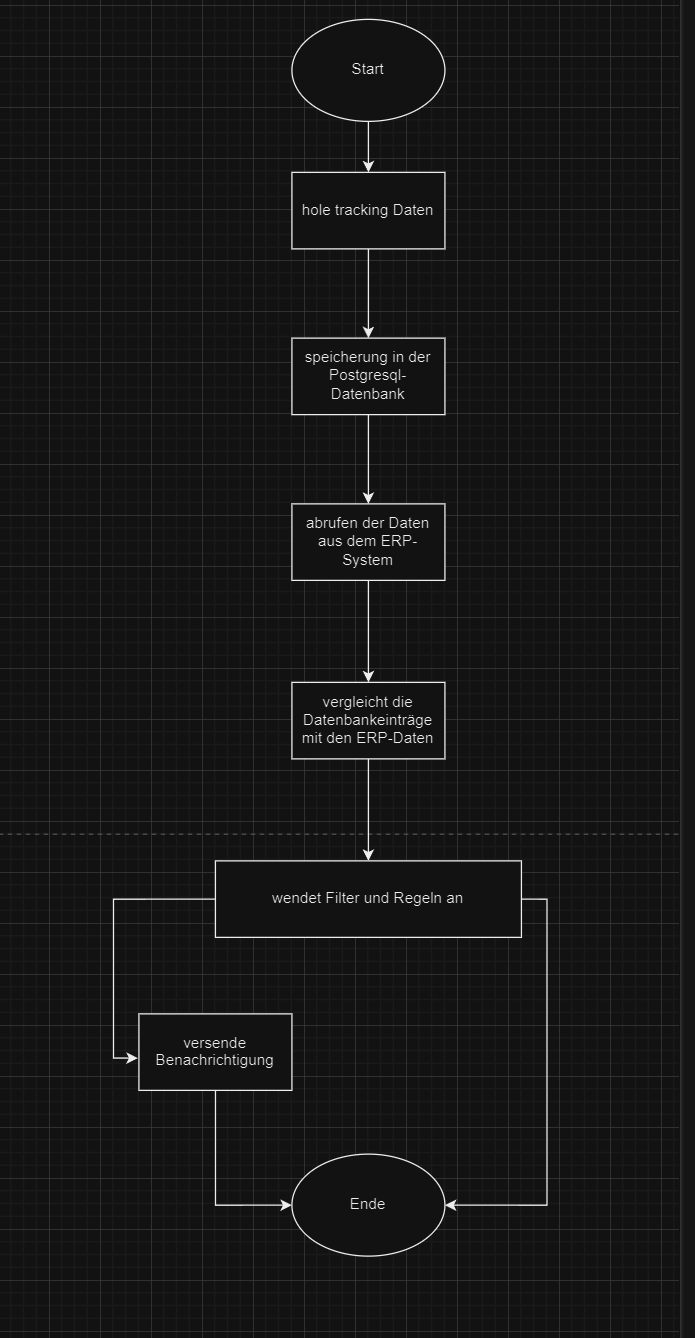 Start
hole tracking Daten
speicherung in der
Postgresql-
Datenbank
abrufen der Daten
aus dem ERP-
System
vergleicht die
Datenbankeinträge
mit den ERP-Daten
wendet Filter und Regeln an
versende
Benachrichtigung
Ende